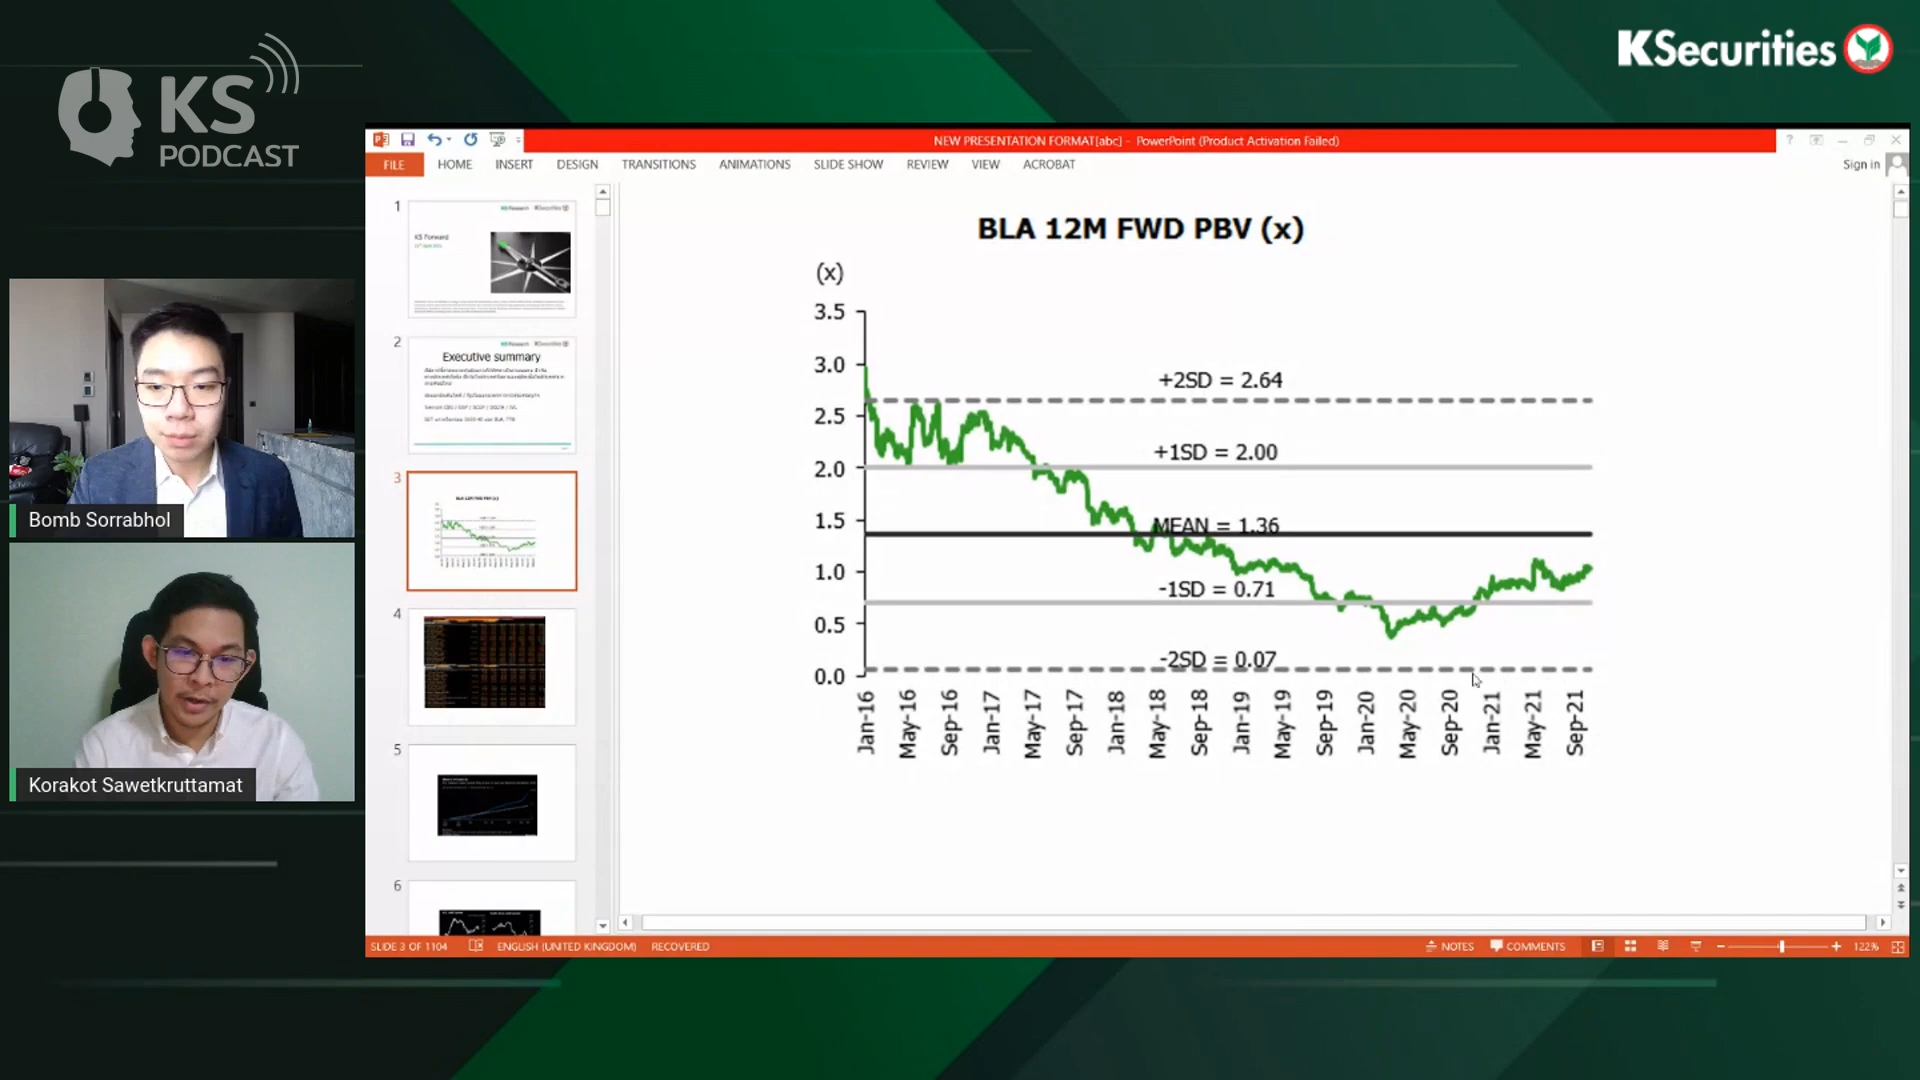 KS
PODCAST
KSecurities
NEW PRESENTATION FORMAT[abc] - PowerPoint (Product Activation Failed)
?
FILE HOME INSERT DESIGN TRANSITIONS ANIMATIONS SLIDE SHOW REVIEW VIEW ACROBAT
Sign in
1
KS Forward
2
Executive summary
3
BLA 12M FWD PBV (x)
4
5
6
BLA 12M FWD PBV (x)
(x)
3.5
3.0
+2SD = 2.64
2.5
+1SD = 2.00
2.0
1.5
MEAN = 1.36
1.0
-1SD = 0.71
0.5
-2SD = 0.07
0.0
Jan-16 May-16 Sep-16 Jan-17 May-17 Sep-17 Jan-18 May-18 Sep-18 Jan-19 May-19 Sep-19 Jan-20 May-20 Sep-20 Jan-21 May-21 Sep-21
Bomb Sorrabhol
Korakot Sawetkruttamat
SLIDE 3 OF 1104 ENGLISH (UNITED KINGDOM) RECOVERED NOTES COMMENTS 122%